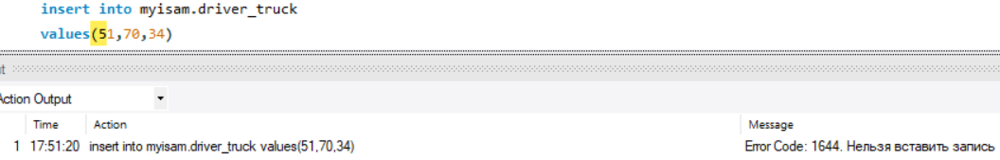 insert into myisam.driver_truck
values(51,70,34)
Action Output
Time Action Message
1 17:51:20 insert into myisam.driver_truck values(51,70,34) Error Code: 1644. Нельзя вставить запись